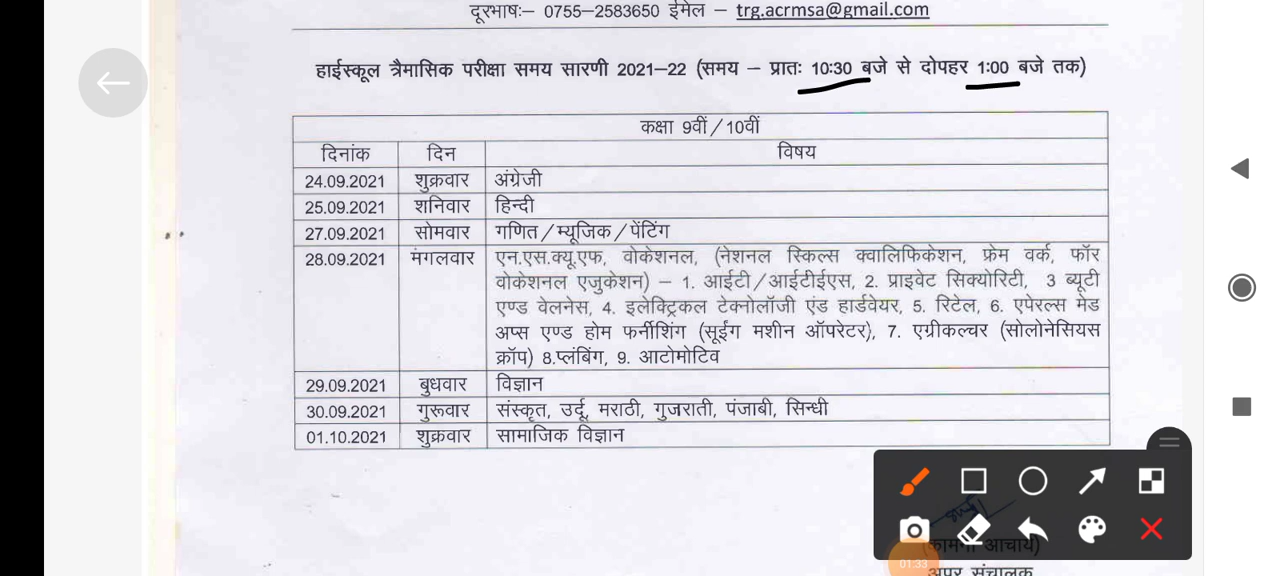 दूरभाषः– 0755–2583650 ईमेल – trg.acrmsa@gmail.com
हाईस्कूल त्रैमासिक परीक्षा समय सारणी 2021–22 (समय – प्रातः 10:30 बजे से दोपहर 1:00 बजे तक)
कक्षा 9वीं/10वीं
दिनांक दिन विषय
24.09.2021 शुक्रवार अंग्रेजी
25.09.2021 शनिवार हिन्दी
27.09.2021 सोमवार गणित/म्यूजिक/पेंटिंग
28.09.2021 मंगलवार एन.एस.क्यू.एफ, वोकेशनल, (नेशनल स्किल्स क्वालिफिकेशन, फ्रेम वर्क, फॉर
वोकेशनल एजुकेशन) – 1. आईटी/आईटीईएस, 2. प्राइवेट सिक्योरिटी, 3 ब्यूटी
एण्ड वेलनेस, 4. इलेक्ट्रिकल टेक्नोलॉजी एंड हार्डवेयर, 5. रिटेल, 6. एपेरल्स मेड
अप्स एण्ड होम फर्नीशिंग (सूईंग मशीन ऑपरेटर), 7. एग्रीकल्चर (सोलोनेसियस
क्रॉप) 8.प्लंबिंग, 9. आटोमोटिव
29.09.2021 बुधवार विज्ञान
30.09.2021 गुरूवार संस्कृत, उर्दू, मराठी, गुजराती, पंजाबी, सिन्धी
01.10.2021 शुक्रवार सामाजिक विज्ञान
आचार्य)
01:33
अपर संचालक